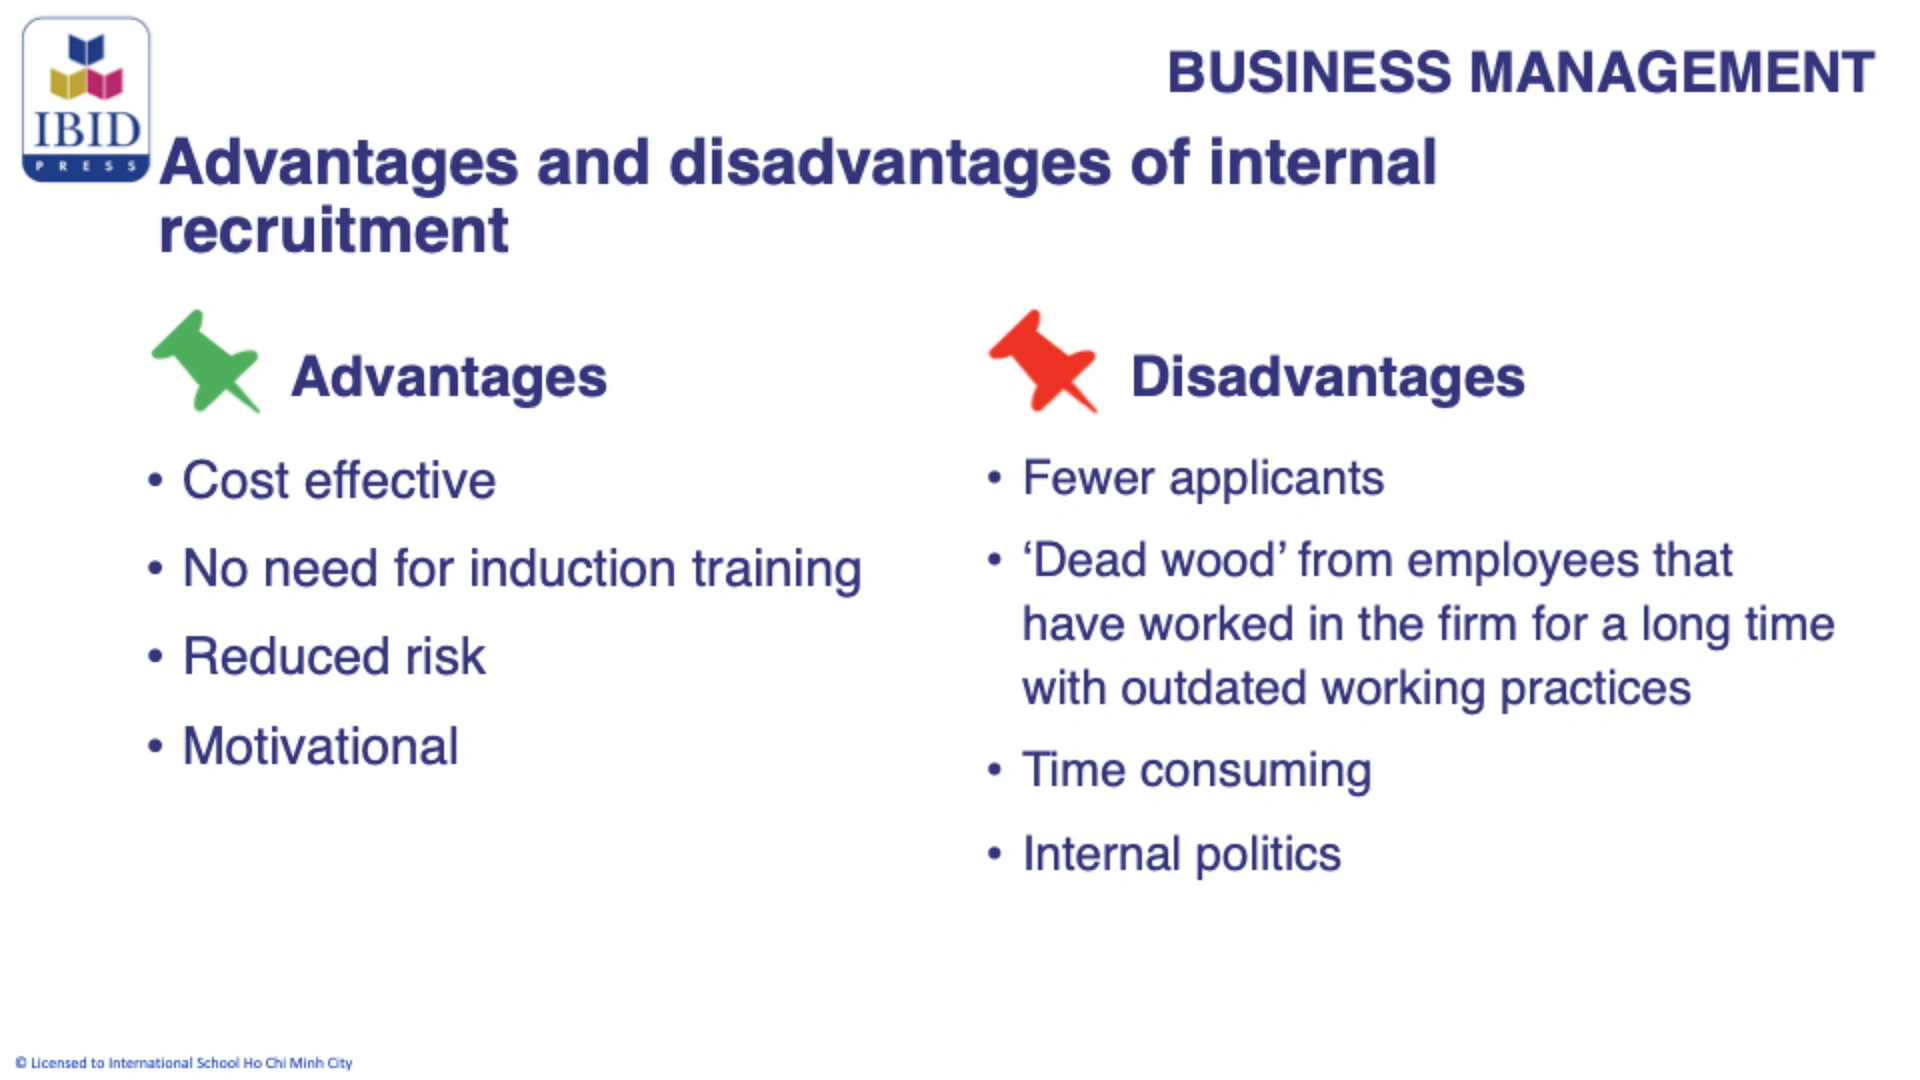 IBID
PRESS
BUSINESS MANAGEMENT
Advantages and disadvantages of internal
recruitment
Advantages
• Cost effective
• No need for induction training
• Reduced risk
• Motivational
Disadvantages
• Fewer applicants
• ‘Dead wood’ from employees that
have worked in the firm for a long time
with outdated working practices
• Time consuming
• Internal politics
© Licensed to International School Ho Chi Minh City